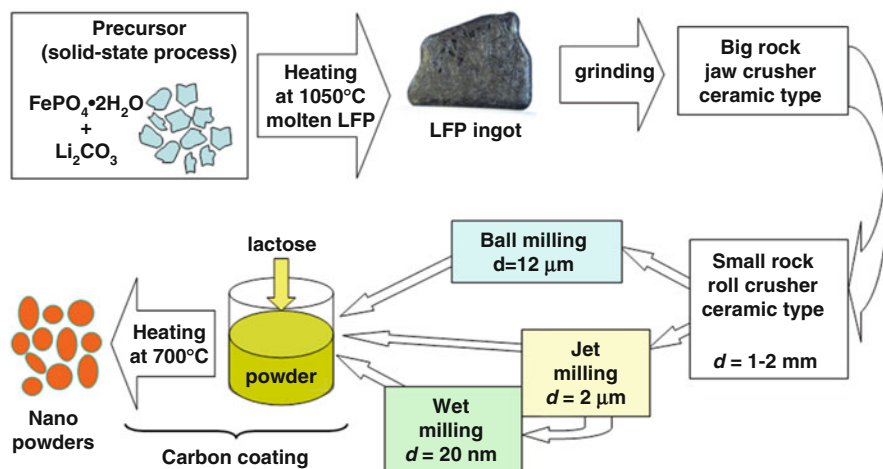 Precursor
(solid-state process)
FePO₄•2H₂O
+
Li₂CO₃
Heating
at 1050°C
molten LFP
LFP ingot
grinding
Big rock
jaw crusher
ceramic type
Small rock
roll crusher
ceramic type
d = 1-2 mm
Ball milling
d=12 μm
Jet
milling
d = 2 μm
Wet
milling
d = 20 nm
lactose
powder
Carbon coating
Heating
at 700°C
Nano
powders